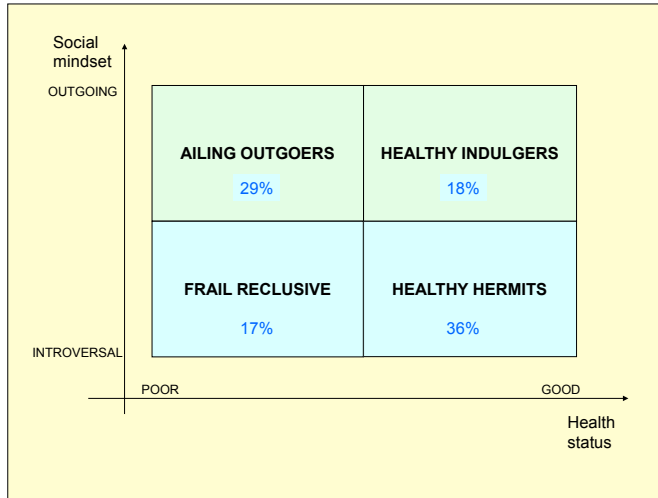 Social
mindset
OUTGOING
AILING OUTGOERS
HEALTHY INDULGERS
29%
18%
FRAIL RECLUSIVE
HEALTHY HERMITS
17%
36%
INTROVERSAL
POOR
GOOD
Health
status